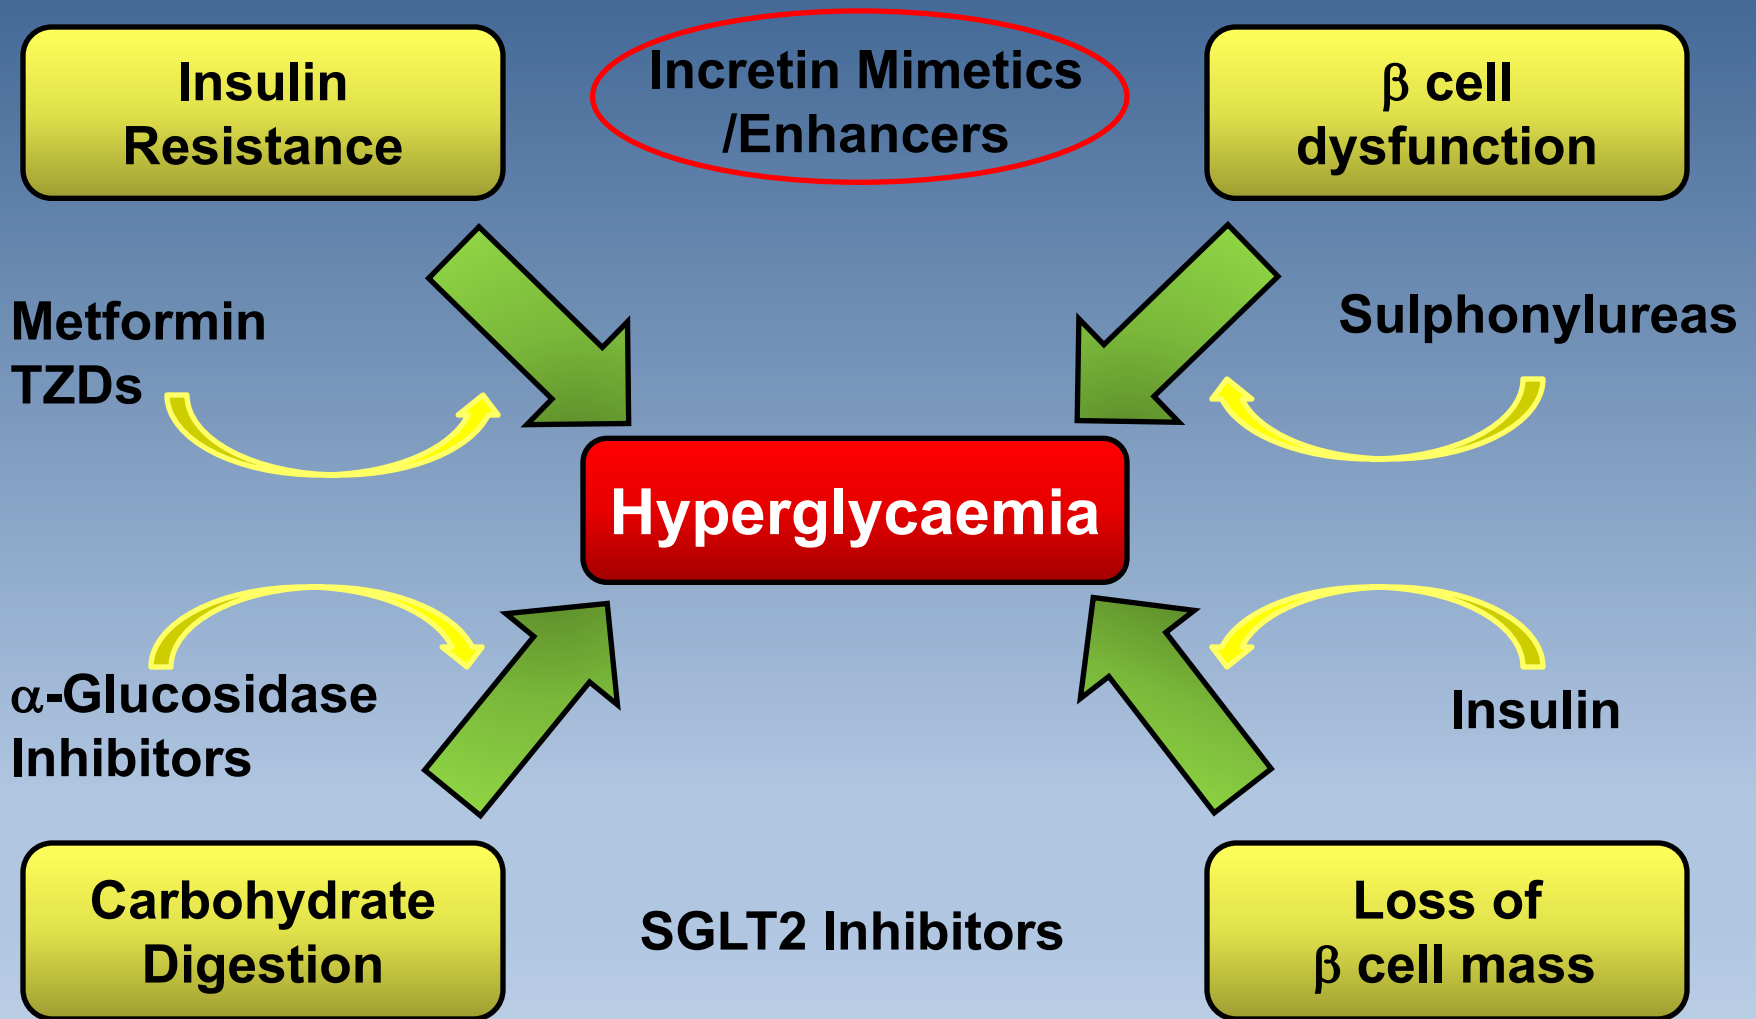 Insulin
Resistance
Incretin Mimetics
/Enhancers
β cell
dysfunction
Metformin
TZDs
Sulphonylureas
Hyperglycaemia
α-Glucosidase
Inhibitors
Insulin
Carbohydrate
Digestion
SGLT2 Inhibitors
Loss of
β cell mass